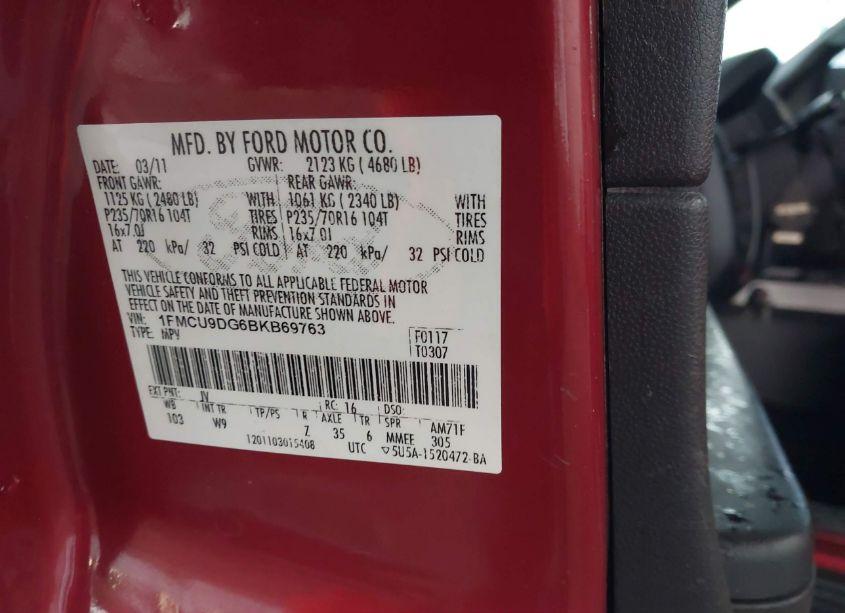 MFD. BY FORD MOTOR CO.
DATE: 03/11 GVWR: 2123 KG ( 4680 LB)
FRONT GAWR: REAR GAWR:
1125 KG ( 2480 LB) WITH 1061 KG ( 2340 LB) WITH
P235/70R16 104T TIRES P235/70R16 104T TIRES
16x7.0J RIMS 16x7.0J RIMS
AT 220 kPa/ 32 PSI COLD AT 220 kPa/ 32 PSI COLD
THIS VEHICLE CONFORMS TO ALL APPLICABLE FEDERAL MOTOR
VEHICLE SAFETY AND THEFT PREVENTION STANDARDS IN
EFFECT ON THE DATE OF MANUFACTURE SHOWN ABOVE.
VIN: 1FMCU9DG6BKB69763 F0117
TYPE: MPV T0307
EXT PNT: JV RC: 16 DSO:
WB INT TR TP/PS R AXLE TR SPR AM71F
103 W9 Z 35 6 MMEE 305
1201103015408 UTC ▽5U5A-1520472-BA